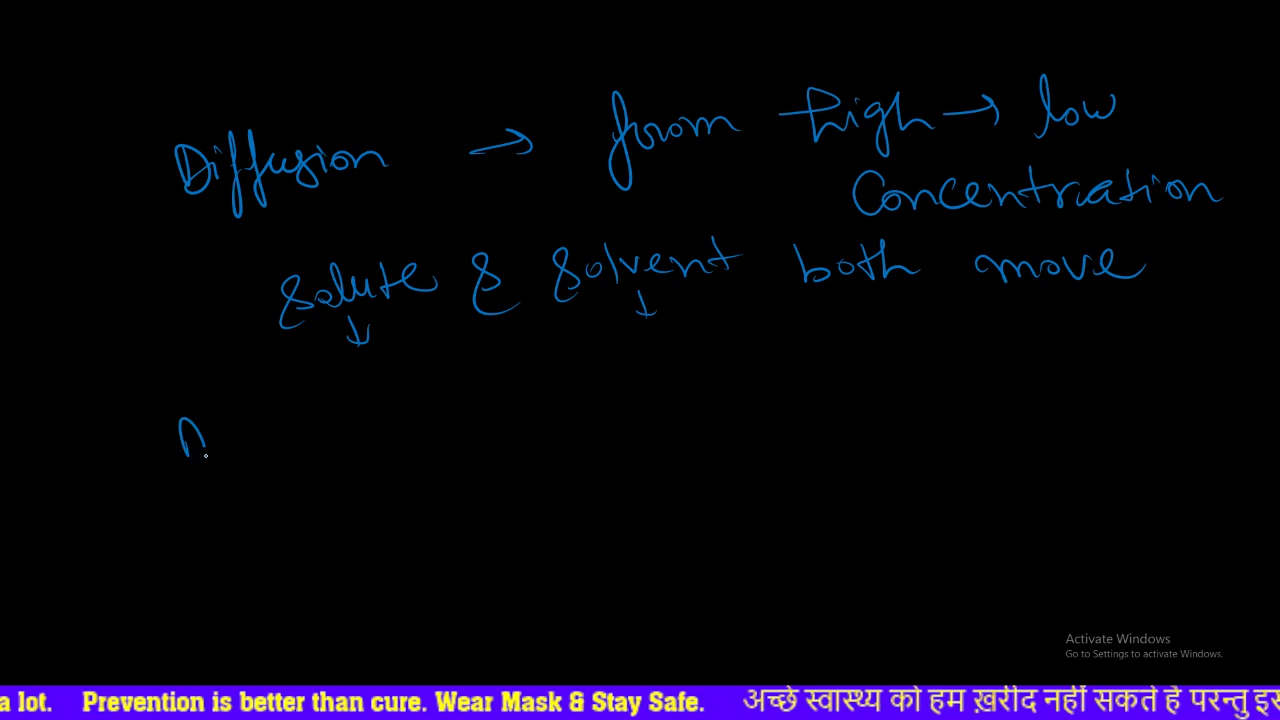 Diffusion → from high → low
Concentration
solute & solvent both move
↓ ↓
Activate Windows
Go to Settings to activate Windows.
a lot. Prevention is better than cure. Wear Mask & Stay Safe. अच्छे स्वास्थ्य को हम ख़रीद नहीं सकते है परन्तु इस